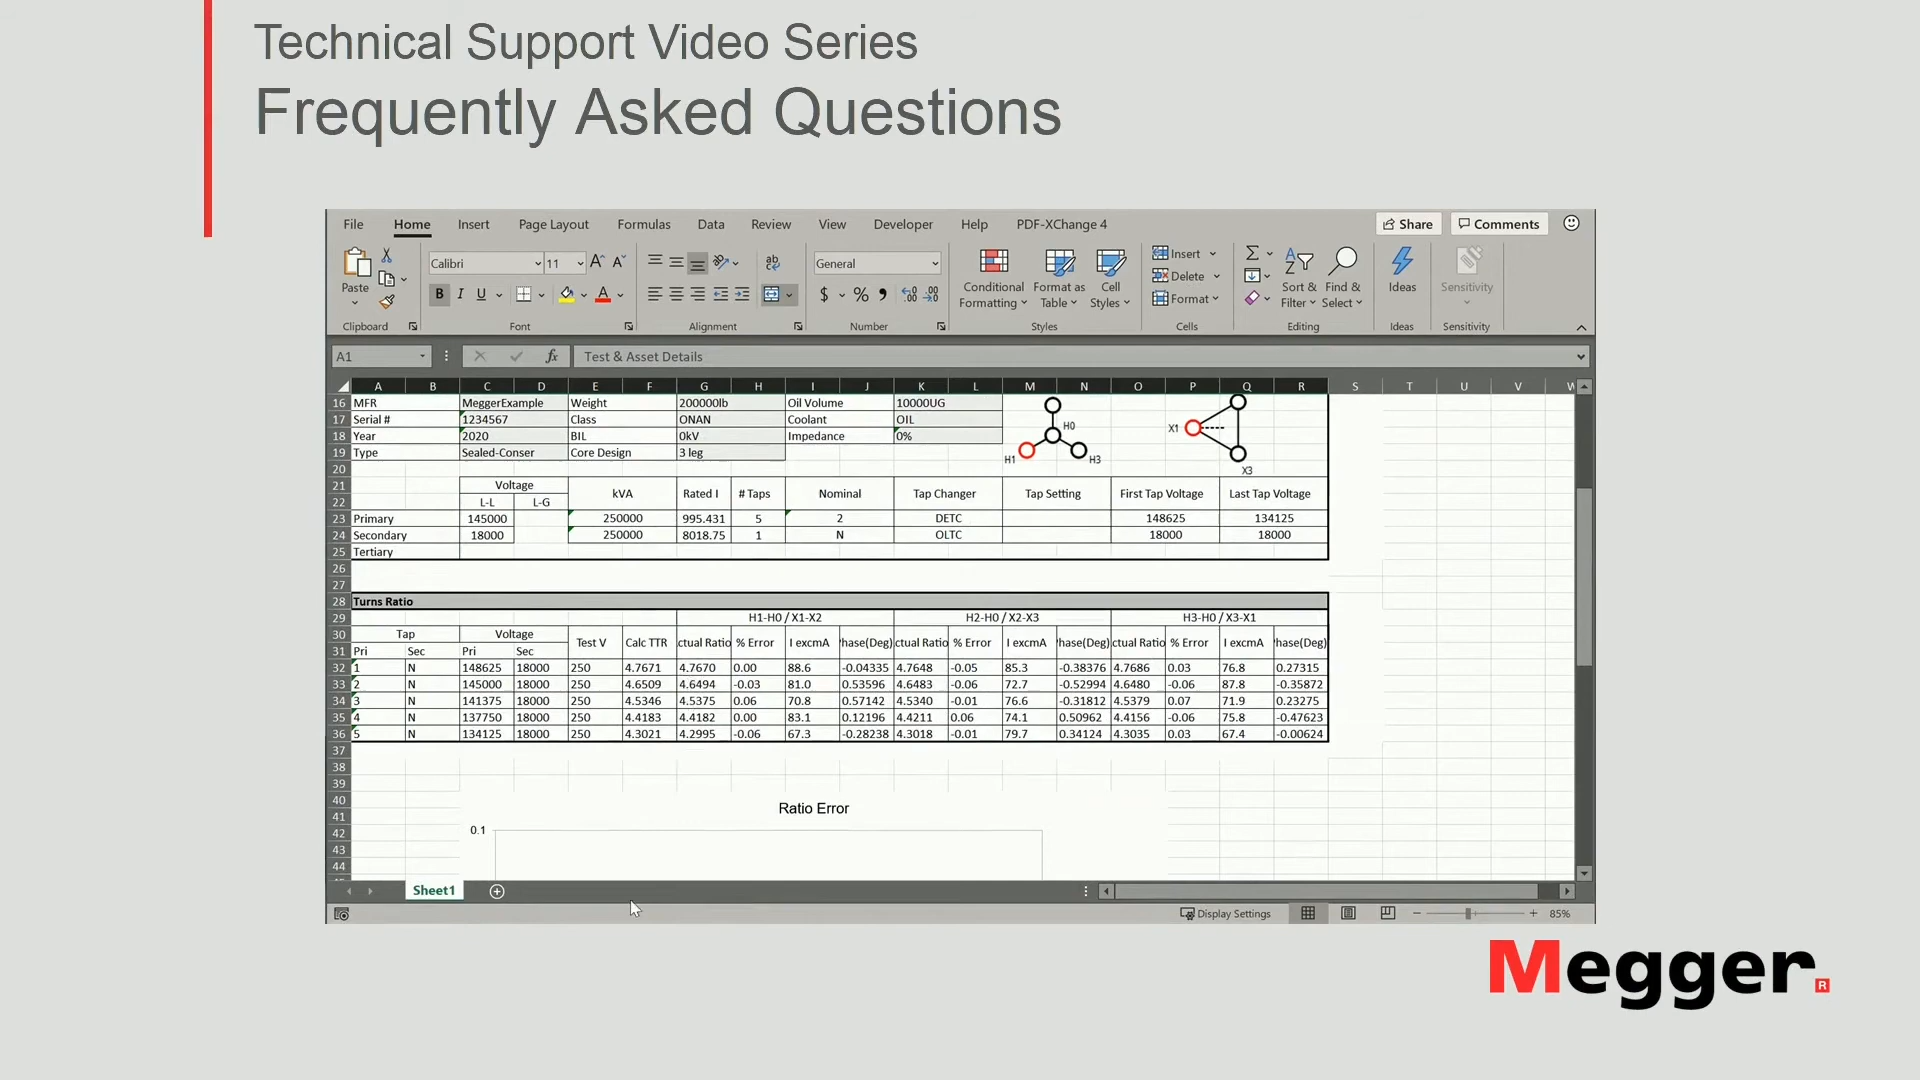 Technical Support Video Series
Frequently Asked Questions
File Home Insert Page Layout Formulas Data Review View Developer Help PDF-XChange 4 Share Comments
Paste Calibri 11 General Conditional Formatting Format as Table Cell Styles Insert Delete Format Sort & Filter Find & Select Ideas Sensitivity
B I U $ % ,
Clipboard Font Alignment Number Styles Cells Editing Ideas Sensitivity
A1 fx Test & Asset Details
A B C D E F G H I J K L M N O P Q R S T U V W
16 MFR MeggerExample Weight 200000lb Oil Volume 10000UG
17 Serial # 1234567 Class ONAN Coolant OIL H0 X1
18 Year 2020 BIL 0kV Impedance 0%
19 Type Sealed-Conser Core Design 3 leg H1 H3
20 X3
21 Voltage kVA Rated I # Taps Nominal Tap Changer Tap Setting First Tap Voltage Last Tap Voltage
22 L-L L-G
23 Primary 145000 250000 995.431 5 2 DETC 148625 134125
24 Secondary 18000 250000 8018.75 1 N OLTC 18000 18000
25 Tertiary
26
27
28 Turns Ratio
29 H1-H0 / X1-X2 H2-H0 / X2-X3 H3-H0 / X3-X1
30 Tap Voltage Test V Calc TTR ctual Ratio % Error I excmA hase(Deg) ctual Ratio % Error I excmA hase(Deg) ctual Ratio % Error I excmA hase(Deg)
31 Pri Sec Pri Sec
32 1 N 148625 18000 250 4.7671 4.7670 0.00 88.6 -0.04335 4.7648 -0.05 85.3 -0.38376 4.7686 0.03 76.8 0.27315
33 2 N 145000 18000 250 4.6509 4.6494 -0.03 81.0 0.53596 4.6483 -0.06 72.7 -0.52994 4.6480 -0.06 87.8 -0.35872
34 3 N 141375 18000 250 4.5346 4.5375 0.06 70.8 0.57142 4.5340 -0.01 76.6 -0.31812 4.5379 0.07 71.9 0.23275
35 4 N 137750 18000 250 4.4183 4.4182 0.00 83.1 0.12196 4.4211 0.06 74.1 0.50962 4.4156 -0.06 75.8 -0.47623
36 5 N 134125 18000 250 4.3021 4.2995 -0.06 67.3 -0.28238 4.3018 -0.01 79.7 0.34124 4.3035 0.03 67.4 -0.00624
37
38
39
40 Ratio Error
41
42 0.1
43
44
Sheet1
Display Settings 85%
Megger®